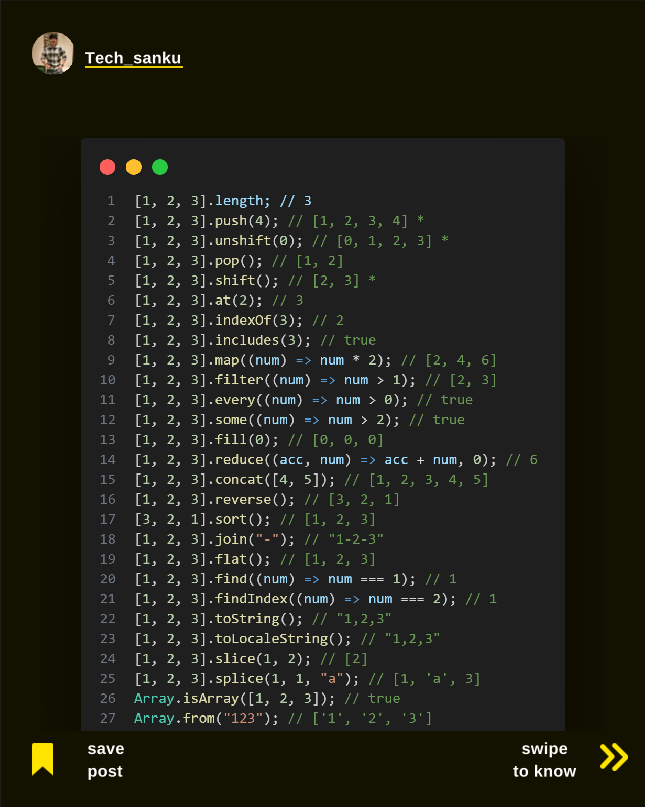 Tech_sanku
1 [1, 2, 3].length; // 3
2 [1, 2, 3].push(4); // [1, 2, 3, 4] *
3 [1, 2, 3].unshift(0); // [0, 1, 2, 3] *
4 [1, 2, 3].pop(); // [1, 2]
5 [1, 2, 3].shift(); // [2, 3] *
6 [1, 2, 3].at(2); // 3
7 [1, 2, 3].indexOf(3); // 2
8 [1, 2, 3].includes(3); // true
9 [1, 2, 3].map((num) => num * 2); // [2, 4, 6]
10 [1, 2, 3].filter((num) => num > 1); // [2, 3]
11 [1, 2, 3].every((num) => num > 0); // true
12 [1, 2, 3].some((num) => num > 2); // true
13 [1, 2, 3].fill(0); // [0, 0, 0]
14 [1, 2, 3].reduce((acc, num) => acc + num, 0); // 6
15 [1, 2, 3].concat([4, 5]); // [1, 2, 3, 4, 5]
16 [1, 2, 3].reverse(); // [3, 2, 1]
17 [3, 2, 1].sort(); // [1, 2, 3]
18 [1, 2, 3].join("-"); // "1-2-3"
19 [1, 2, 3].flat(); // [1, 2, 3]
20 [1, 2, 3].find((num) => num === 1); // 1
21 [1, 2, 3].findIndex((num) => num === 2); // 1
22 [1, 2, 3].toString(); // "1,2,3"
23 [1, 2, 3].toLocaleString(); // "1,2,3"
24 [1, 2, 3].slice(1, 2); // [2]
25 [1, 2, 3].splice(1, 1, "a"); // [1, 'a', 3]
26 Array.isArray([1, 2, 3]); // true
27 Array.from("123"); // ['1', '2', '3']
save
post
swipe
to know